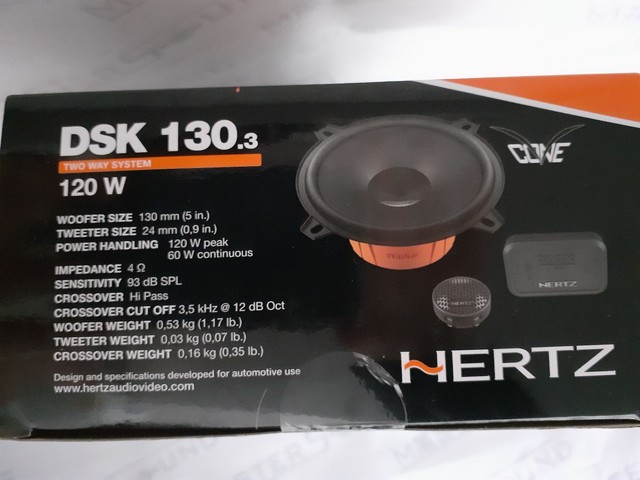 DSK 130.3
TWO WAY SYSTEM
120 W
WOOFER SIZE 130 mm (5 in.)
TWEETER SIZE 24 mm (0,9 in.)
POWER HANDLING 120 W peak
60 W continuous
IMPEDANCE 4 Ω
SENSITIVITY 93 dB SPL
CROSSOVER Hi Pass
CROSSOVER CUT OFF 3,5 kHz @ 12 dB Oct
WOOFER WEIGHT 0,53 kg (1,17 lb.)
TWEETER WEIGHT 0,03 kg (0,07 lb.)
CROSSOVER WEIGHT 0,16 kg (0,35 lb.)
Design and specifications developed for automotive use
www.hertzaudiovideo.com
HERTZ
HERTZ
HERTZ